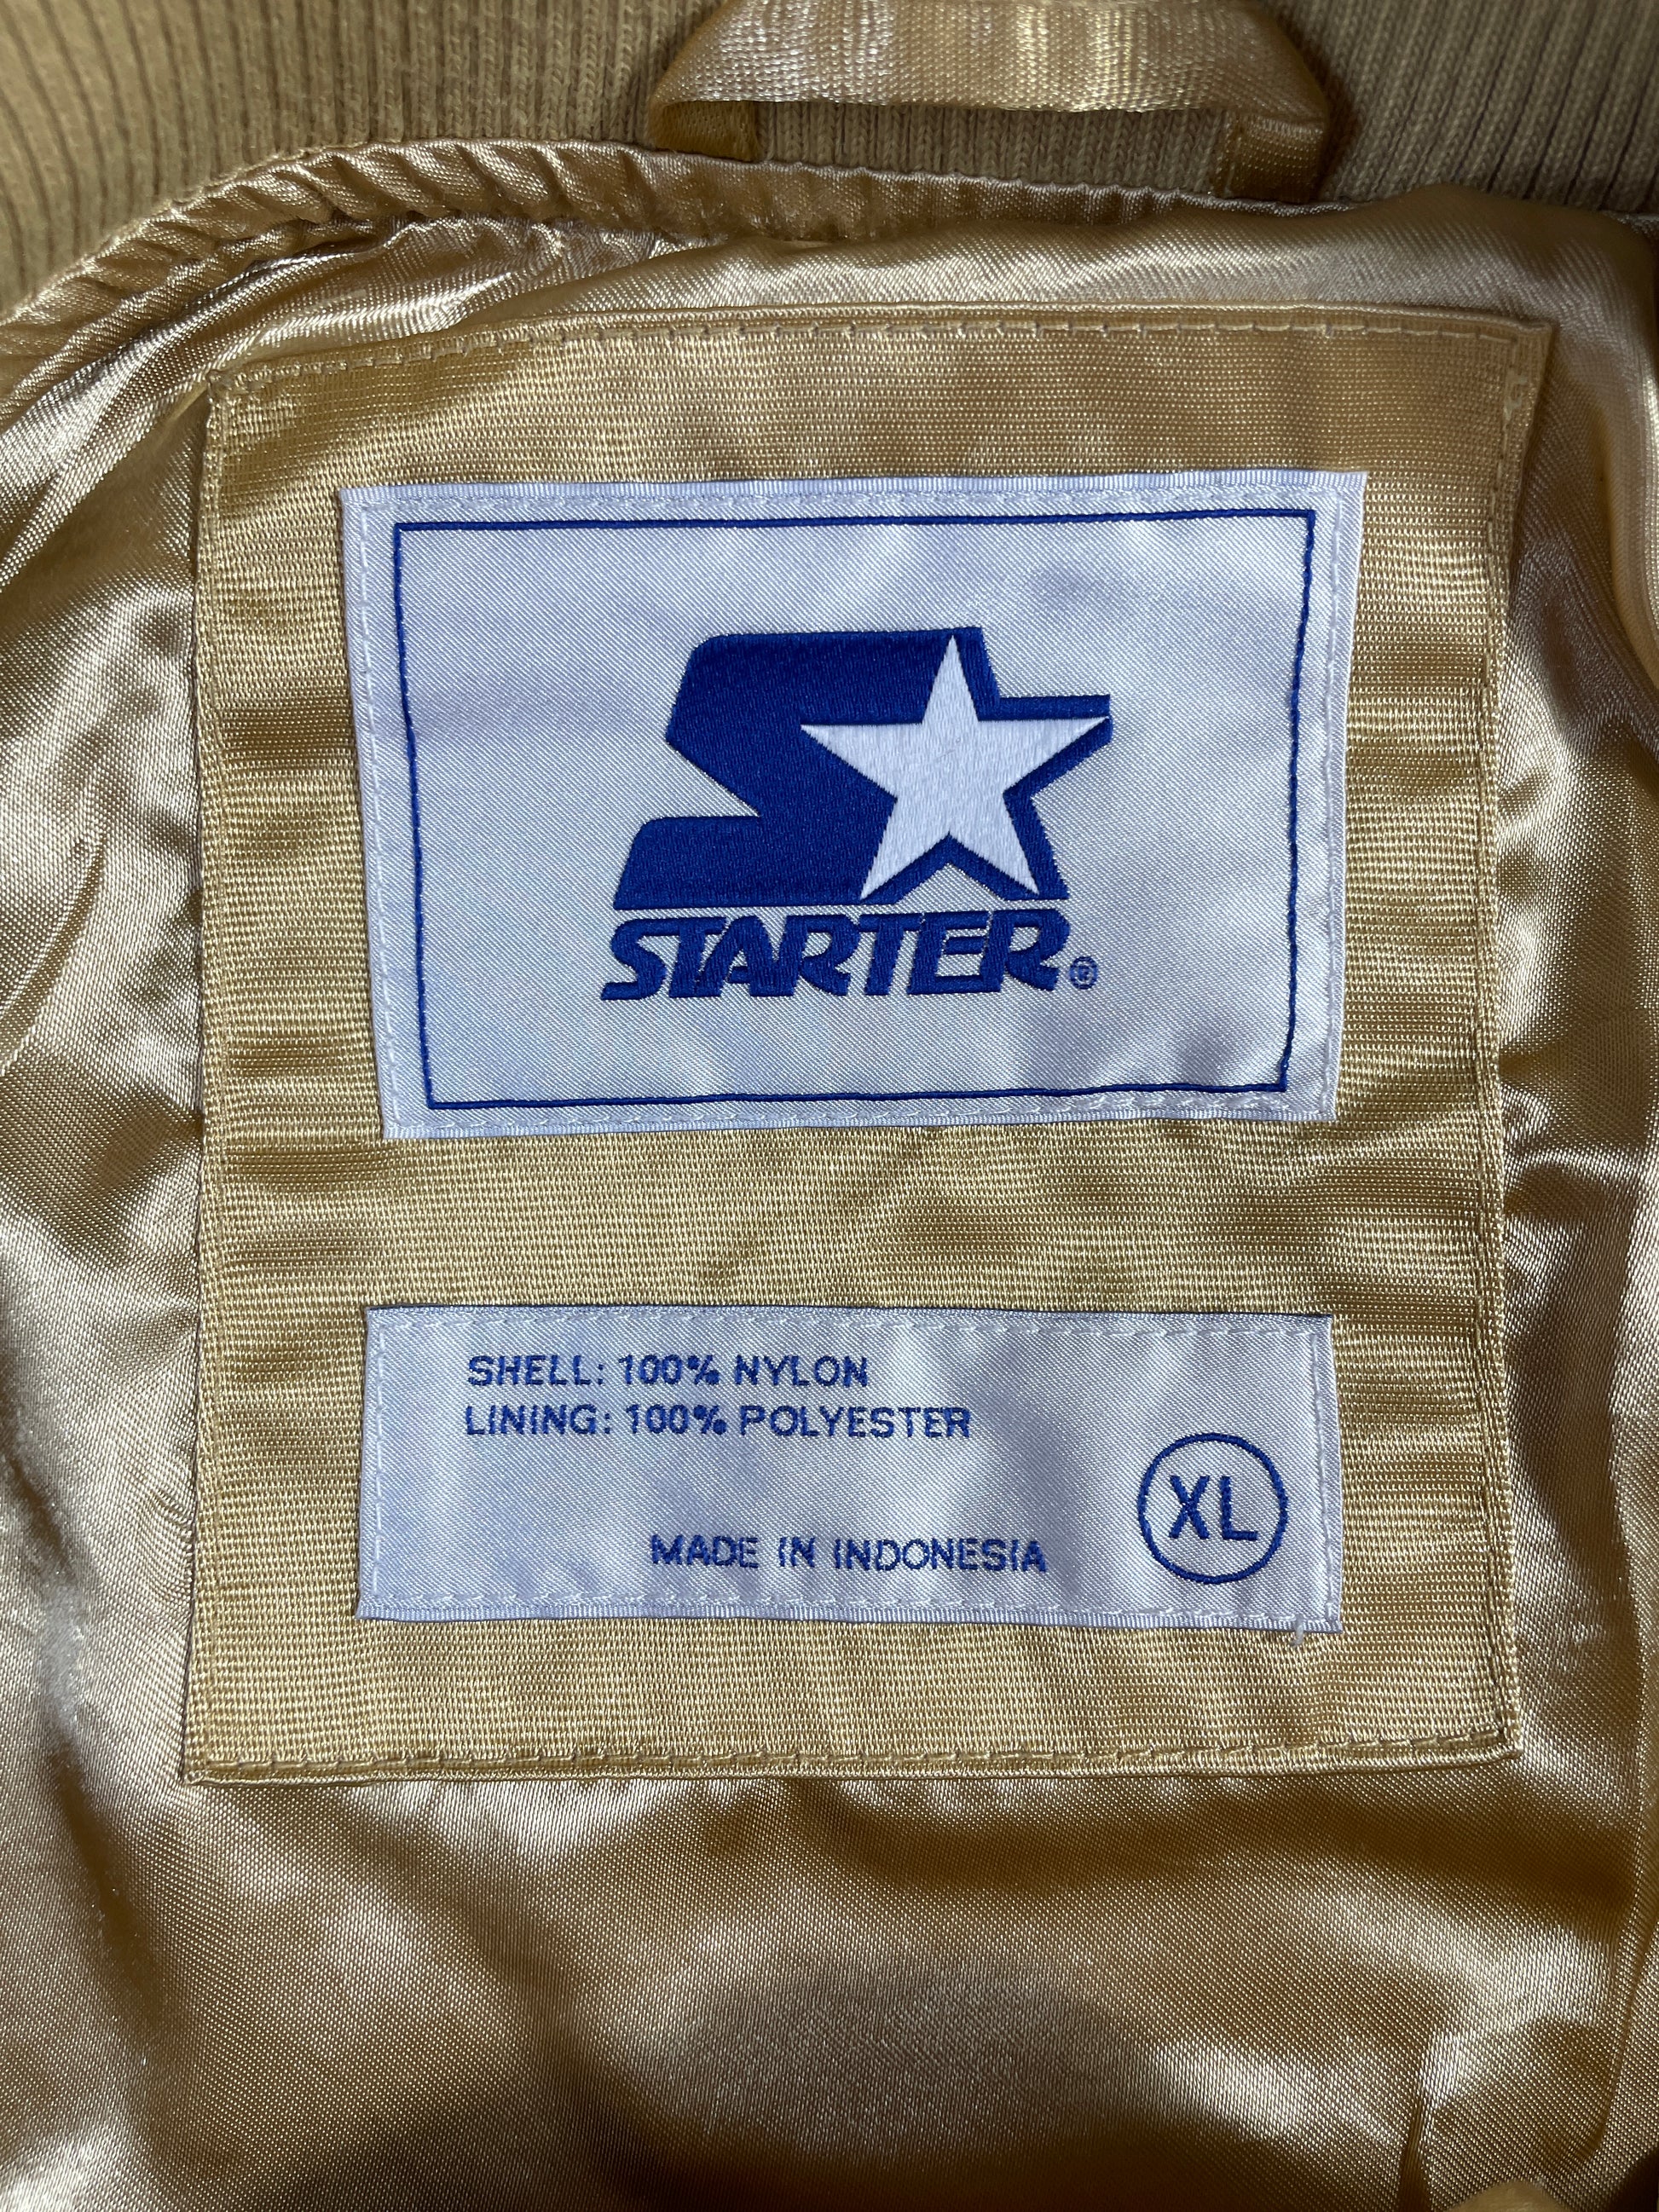 STARTER®
SHELL: 100% NYLON
LINING: 100% POLYESTER
XL
MADE IN INDONESIA